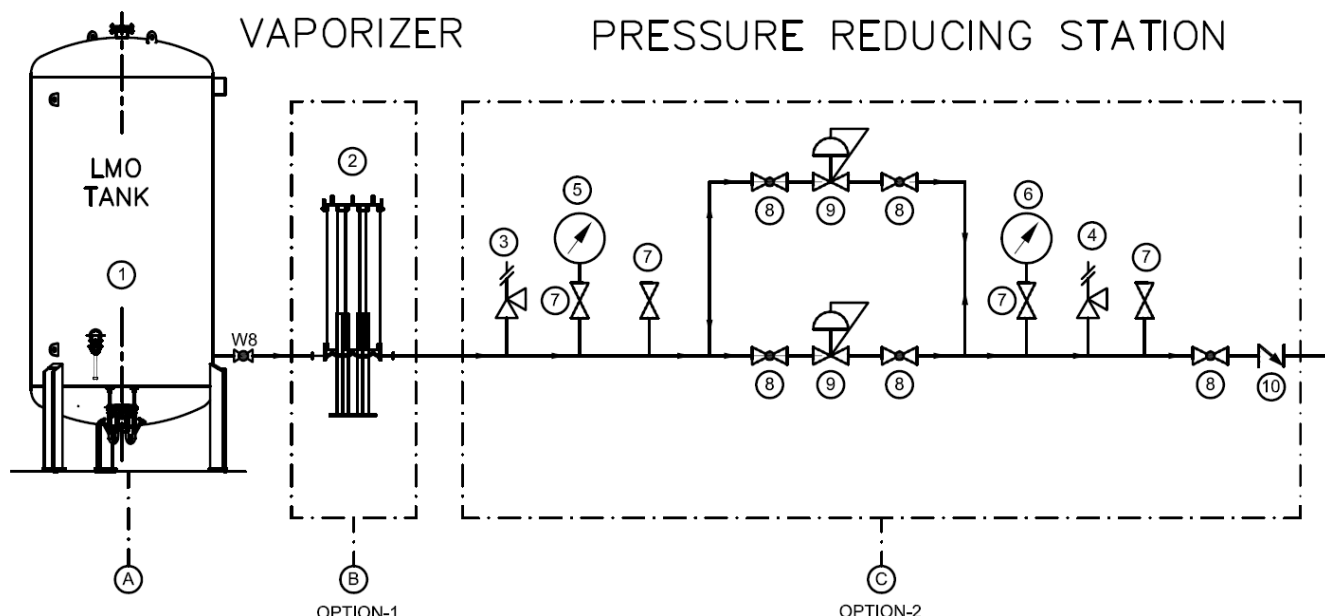 VAPORIZER
PRESSURE REDUCING STATION
LMO
TANK
1
W8
2
3
5
7
7
8
9
8
8
9
8
6
4
7
7
8
10
A
B
C
OPTION-1
OPTION-2